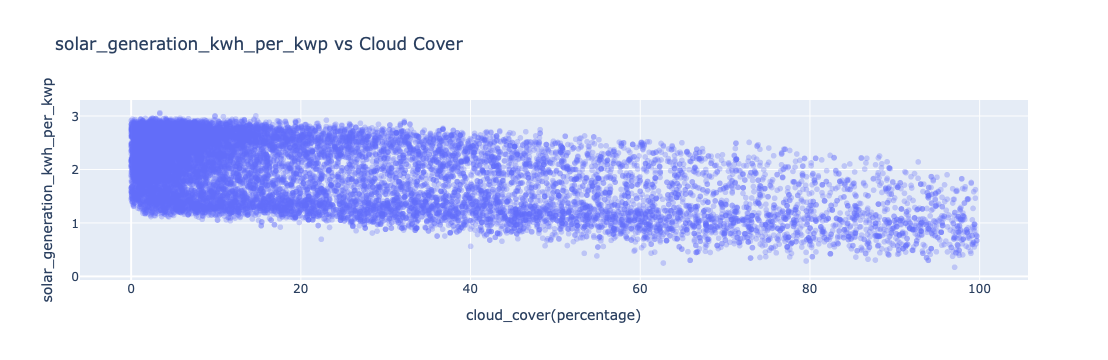 solar_generation_kwh_per_kwp vs Cloud Cover
solar_generation_kwh_per_kwp
3
2
1
0
0 20 40 60 80 100
cloud_cover(percentage)